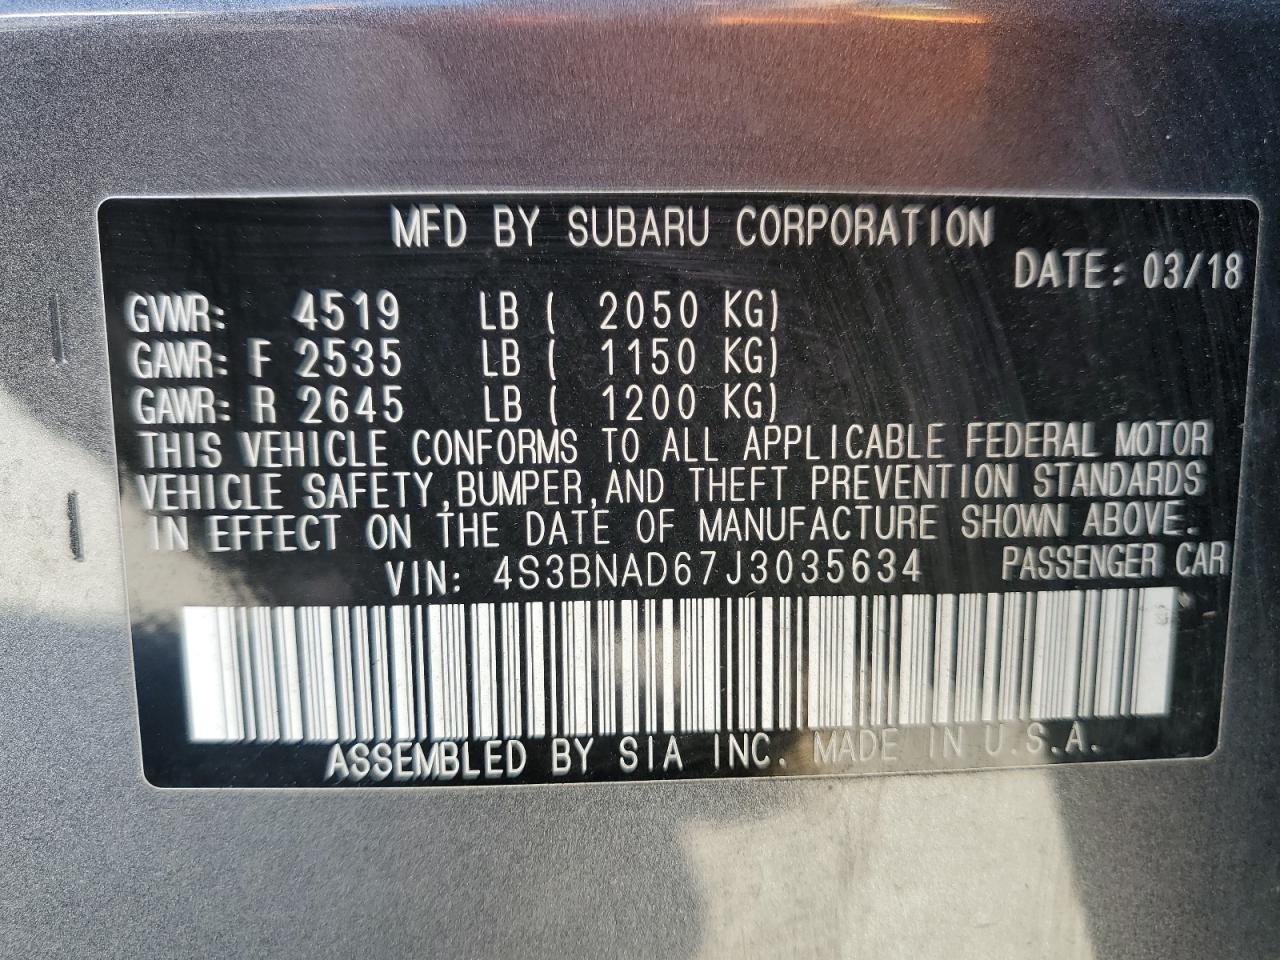 MFD BY SUBARU CORPORATION
DATE: 03/18
GVWR: 4519 LB ( 2050 KG)
GAWR: F 2535 LB ( 1150 KG)
GAWR: R 2645 LB ( 1200 KG)
THIS VEHICLE CONFORMS TO ALL APPLICABLE FEDERAL MOTOR
VEHICLE SAFETY,BUMPER,AND THEFT PREVENTION STANDARDS
IN EFFECT ON THE DATE OF MANUFACTURE SHOWN ABOVE.
VIN: 4S3BNAD67J3035634 PASSENGER CAR
ASSEMBLED BY SIA INC. MADE IN U.S.A.